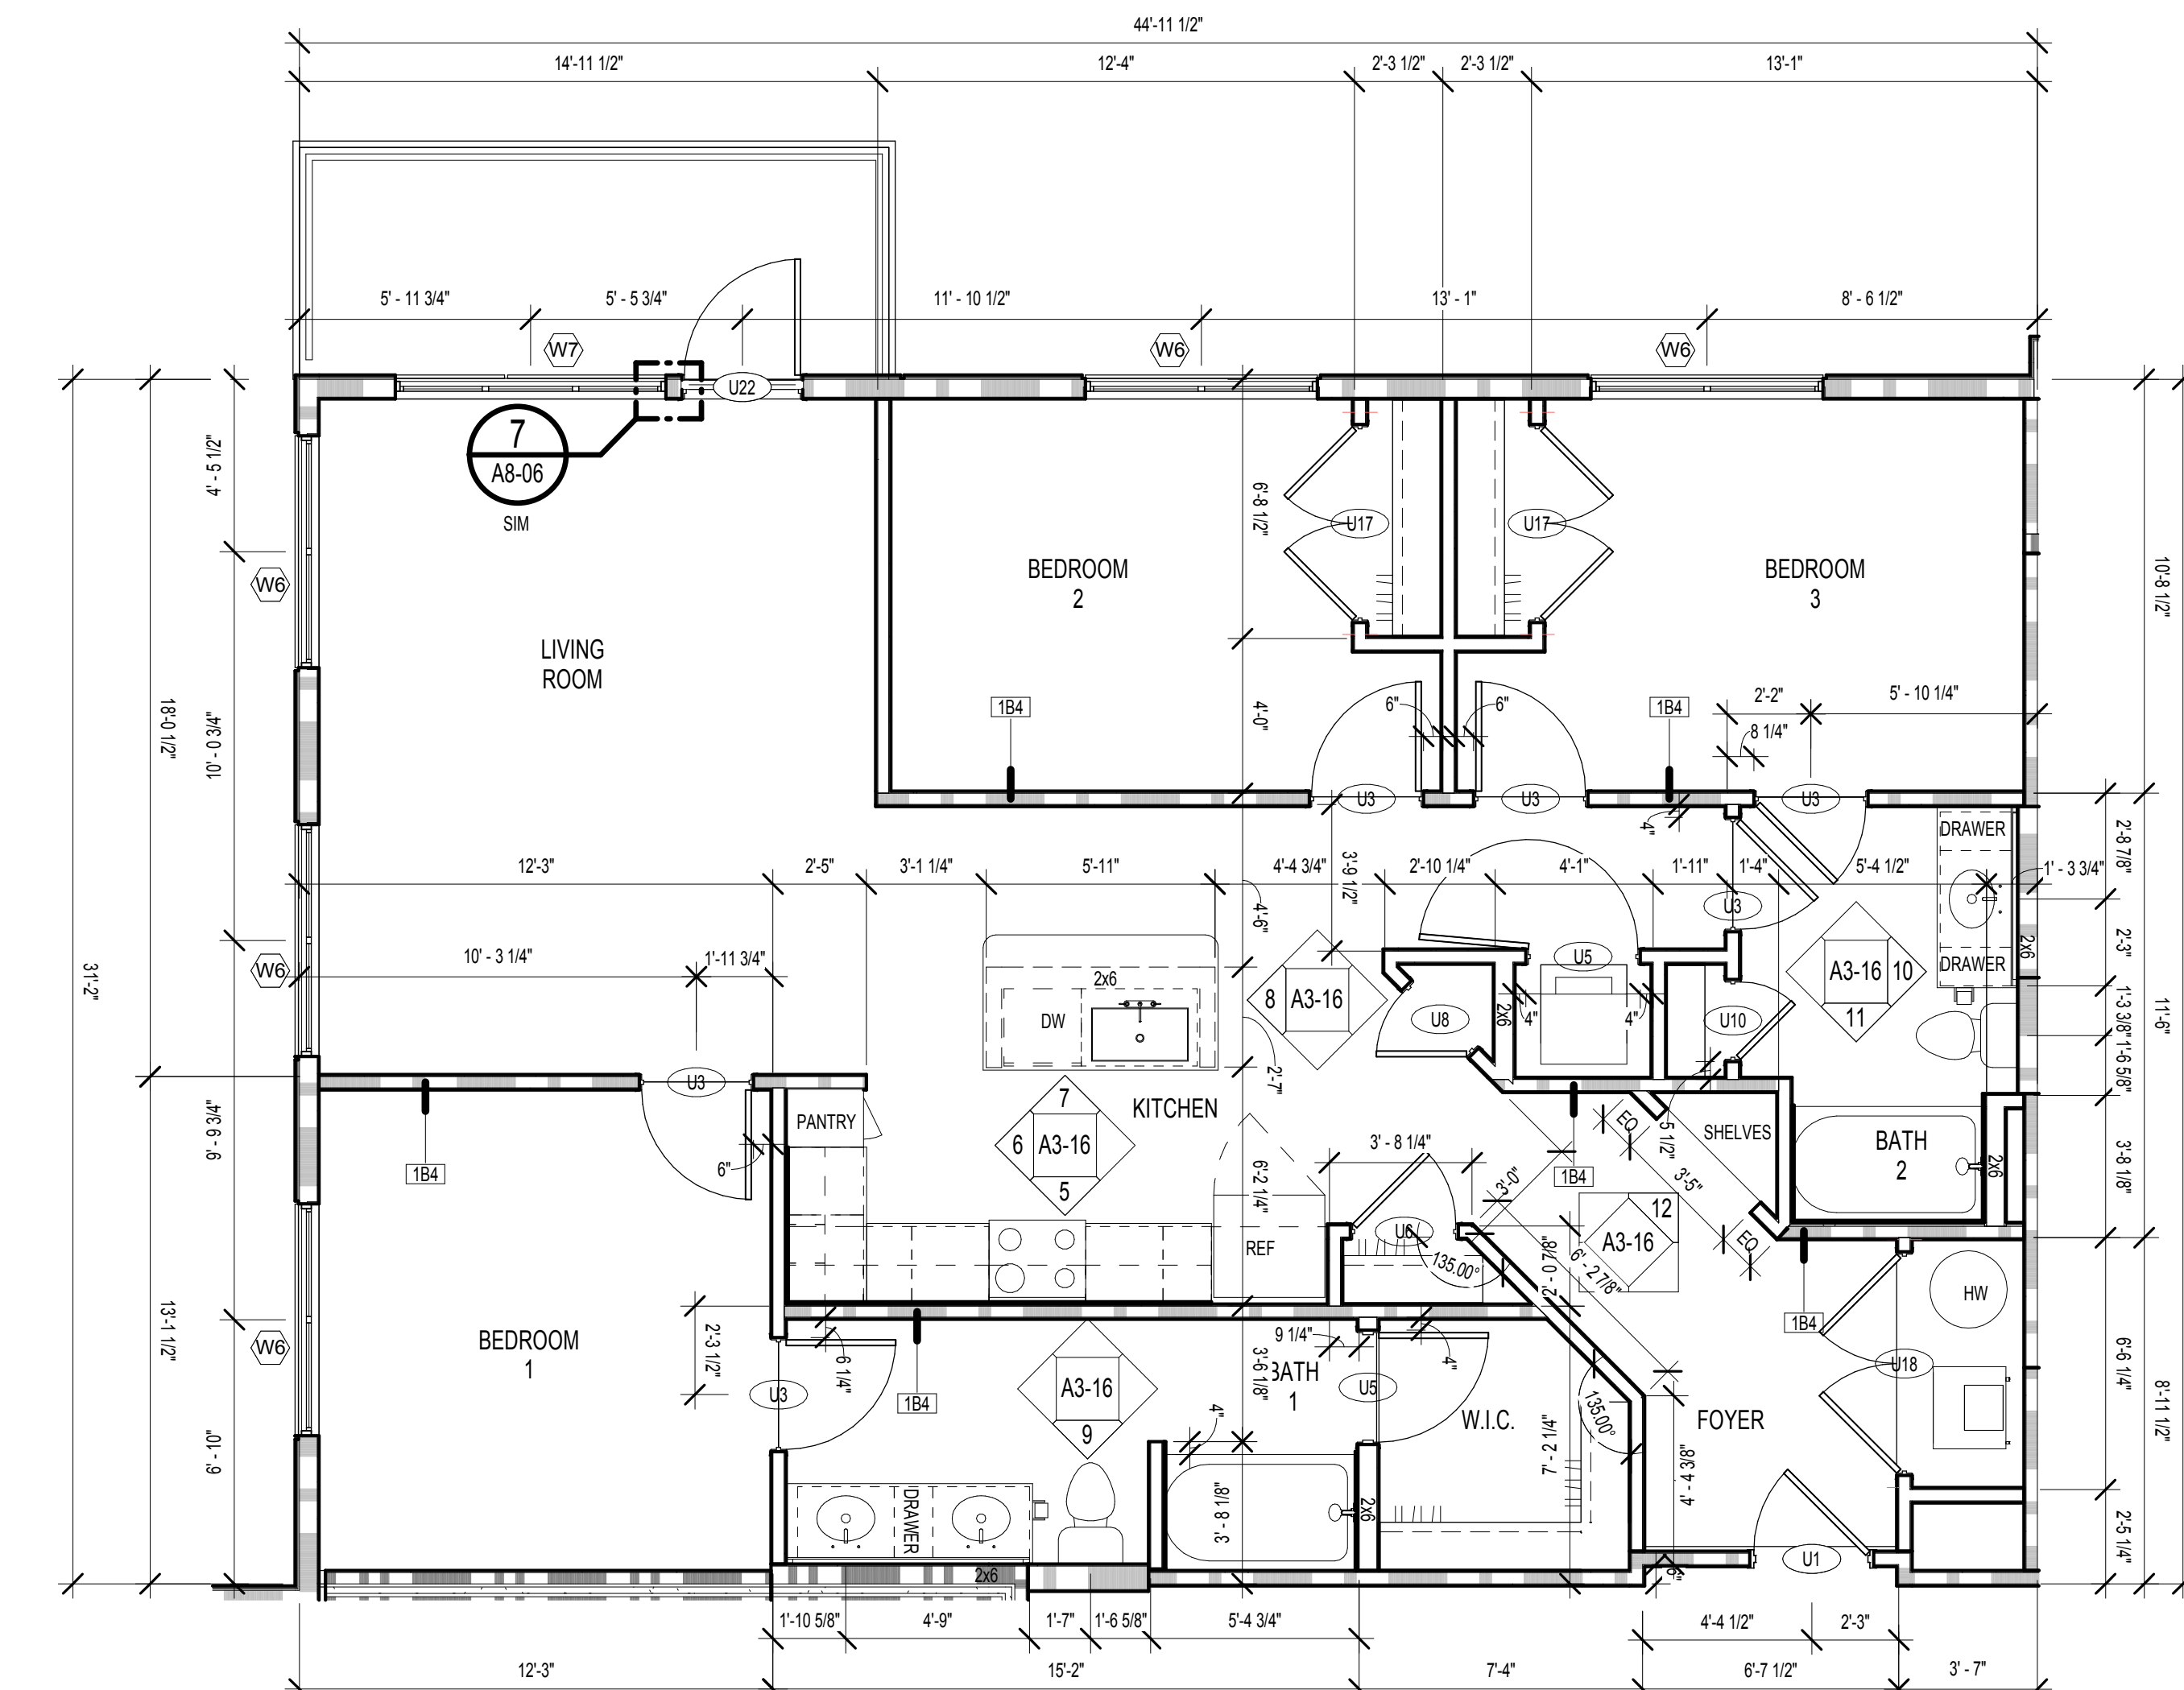 44'-11 1/2"
14'-11 1/2"
12'-4"
2'-3 1/2"
2'-3 1/2"
13'-1"
5' - 11 3/4"
5' - 5 3/4"
11' - 10 1/2"
13' - 1"
8' - 6 1/2"
W7
W6
W6
U22
7
A8-06
SIM
4' - 5 1/2"
6'-8 1/2"
U17
U17
BEDROOM
2
BEDROOM
3
10'-8 1/2"
W6
LIVING
ROOM
18'-0 1/2"
10' - 0 3/4"
1B4
4'-0"
6"
6"
1B4
2'-2"
5' - 10 1/4"
8 1/4"
U3
U3
U3
4"
DRAWER
2'-8 7/8"
12'-3"
2'-5"
3'-1 1/4"
5'-11"
4'-4 3/4"
3'-9 1/2"
2'-10 1/4"
4'-1"
1'-11"
1'-4"
5'-4 1/2"
1' - 3 3/4"
4'-6"
U3
10' - 3 1/4"
1'-11 3/4"
31'-2"
W6
2x6
DW
8
A3-16
U8
2x6
4"
U5
4"
U10
A3-16
10
11
DRAWER
2x6
2'-3"
1'-3 3/8"
1'-6 5/8"
11'-6"
U3
2'-7"
7
6
A3-16
5
KITCHEN
PANTRY
1B4
6"
9' - 9 3/4"
3' - 8 1/4"
6'-2 1/4"
REF
U6
135.00°
3'-0"
1B4
EQ
5 1/2"
SHELVES
3'-5"
12
A3-16
EQ
BATH
2
2x6
3'-8 1/8"
2' - 0 7/8"
6' - 2 7/8"
1B4
HW
W6
13'-1 1/2"
BEDROOM
1
2'-3 1/2"
U3
6 1/4"
1B4
A3-16
9
9 1/4"
3'-6 1/8"
BATH
1
U5
4"
W.I.C.
135.00°
FOYER
U18
6'-6 1/4"
8'-11 1/2"
6' - 10"
4"
7' - 2 1/4"
4' - 4 3/8"
DRAWER
3' - 8 1/8"
2x6
2x6
6"
U1
2'-5 1/4"
1'-10 5/8"
4'-9"
1'-7"
1'-6 5/8"
5'-4 3/4"
4'-4 1/2"
2'-3"
12'-3"
15'-2"
7'-4"
6'-7 1/2"
3' - 7"